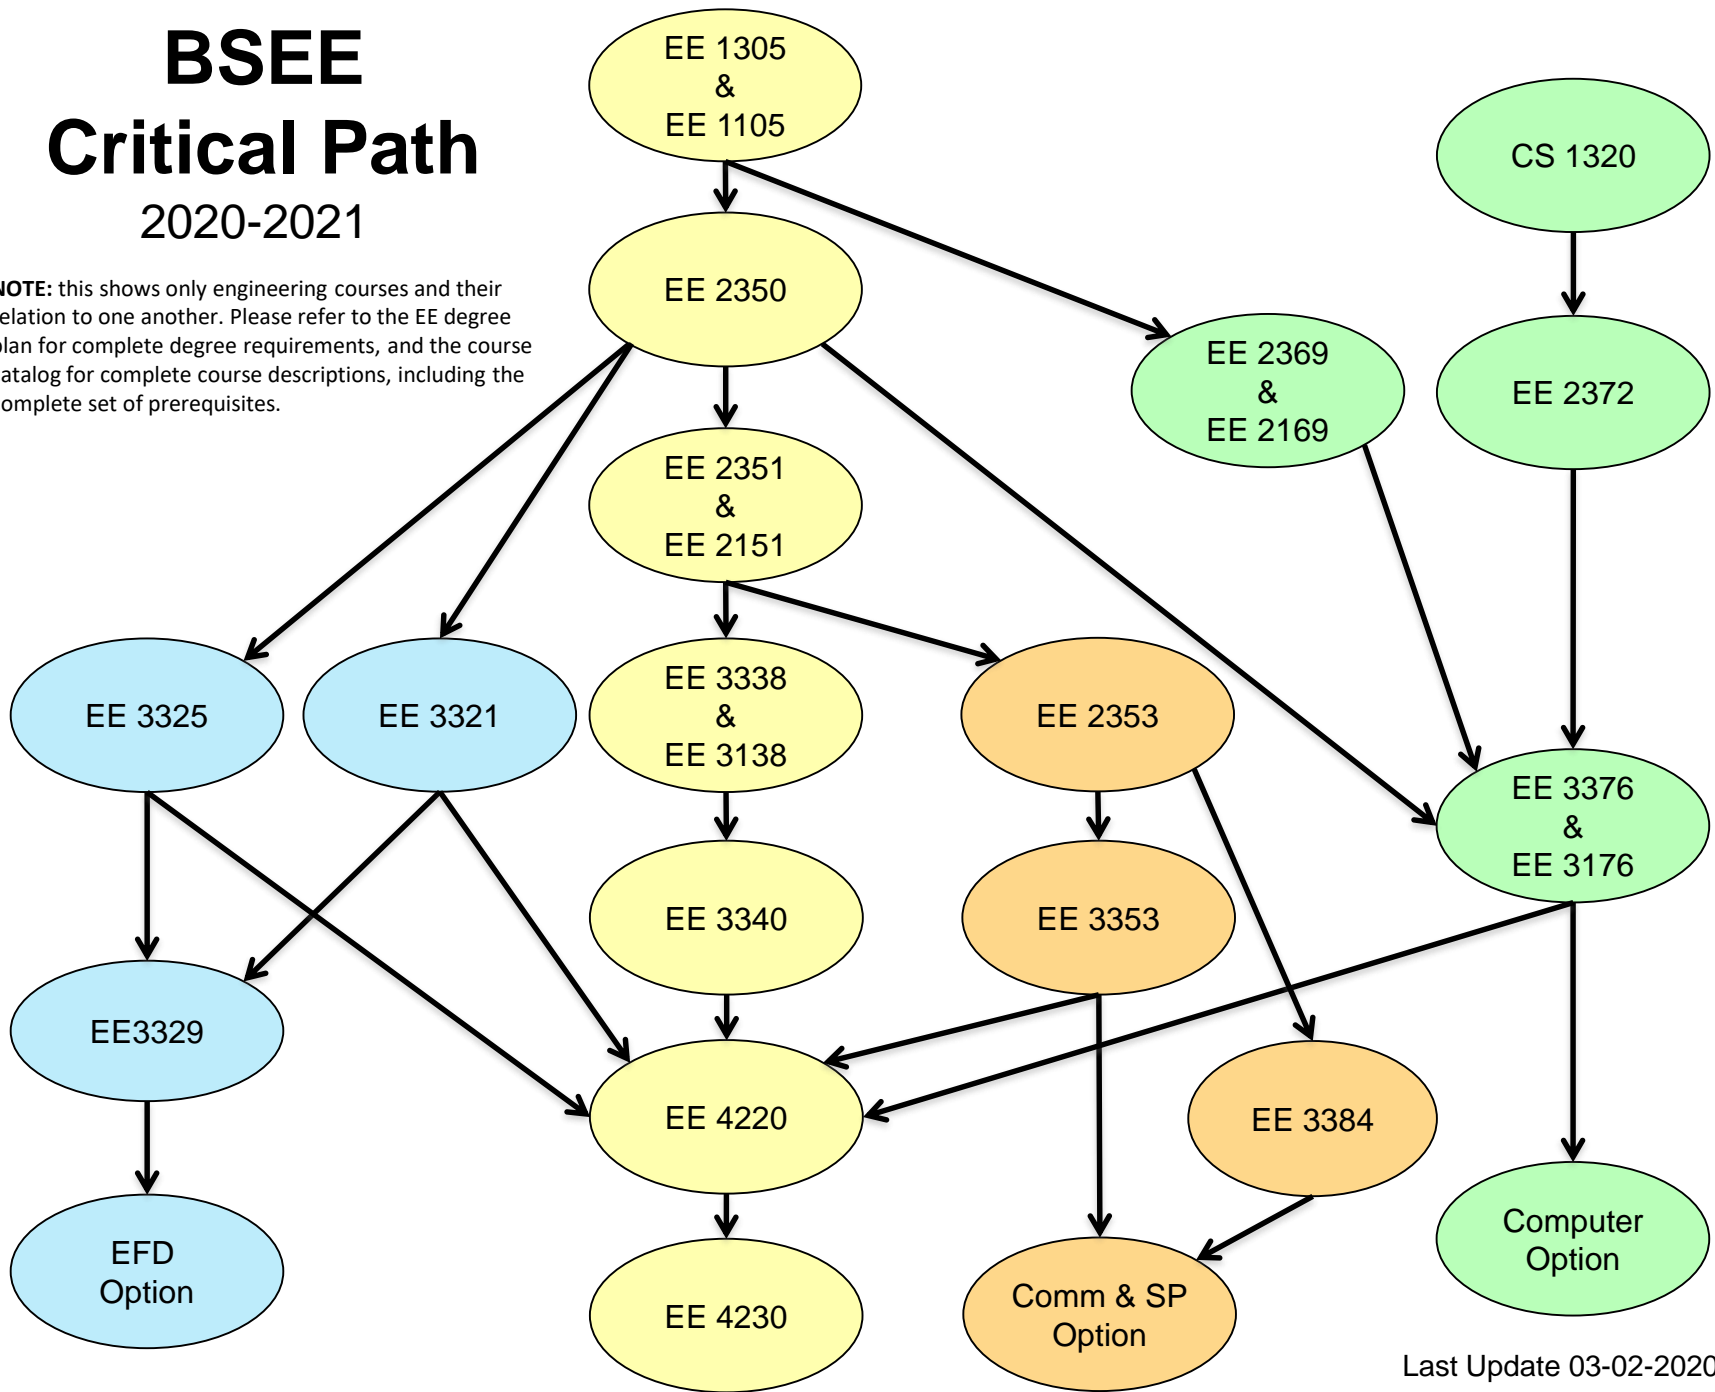 BSEE
Critical Path
2020-2021
NOTE: this shows only engineering courses and their
elation to one another. Please refer to the EE degree
plan for complete degree requirements, and the course
atalog for complete course descriptions, including the
omplete set of prerequisites.
EE 1305
&
EE 1105
CS 1320
EE 2350
EE 2369
&
EE 2169
EE 2372
EE 2351
&
EE 2151
EE 3325
EE 3321
EE 3338
&
EE 3138
EE 2353
EE 3376
&
EE 3176
EE 3340
EE 3353
EE3329
EE 4220
EE 3384
EFD
Option
EE 4230
Comm & SP
Option
Computer
Option
Last Update 03-02-2020